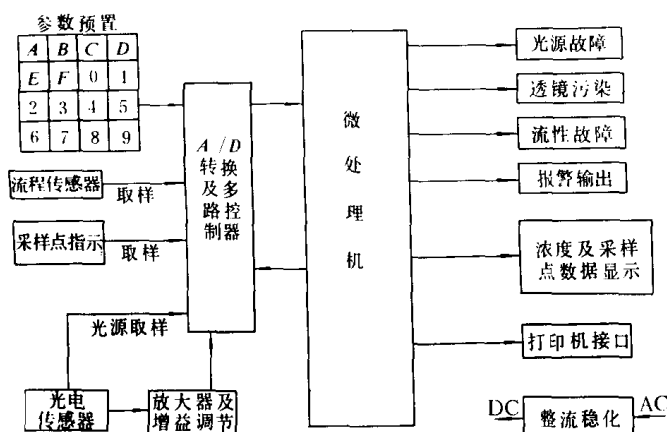 参数预置
A B C D
E F 0 1
2 3 4 5
6 7 8 9
流程传感器
取样
采样点指示
取样
光源取样
光电
传感器
放大器及
增益调节
A/D
转换
及多
路控
制器
微处理机
光源故障
透镜污染
流性故障
报警输出
浓度及采样
点数据显示
打印机接口
DC
整流稳化
AC